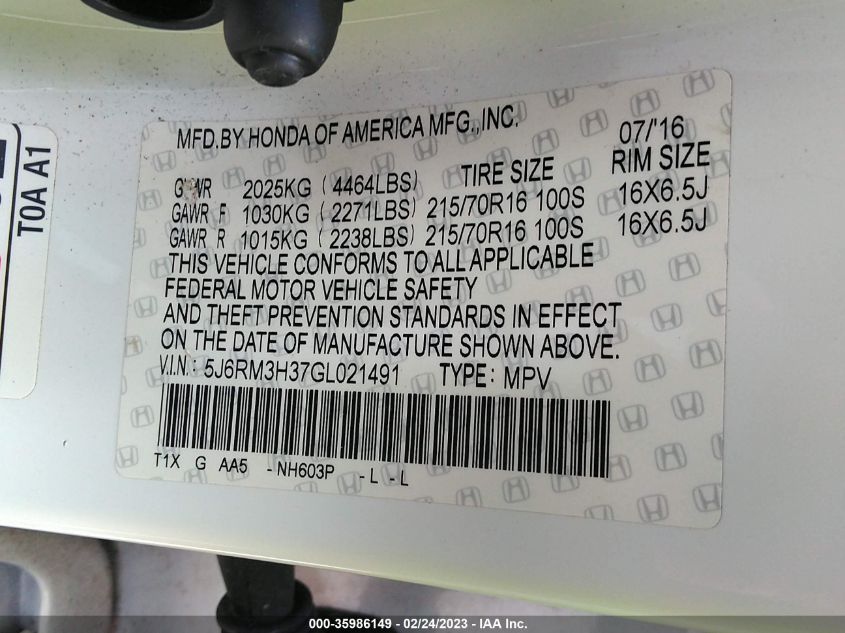 MFD.BY HONDA OF AMERICA MFG.,INC. 07/'16
TIRE SIZE RIM SIZE
GVWR 2025KG (4464LBS)
GAWR F 1030KG (2271LBS) 215/70R16 100S 16X6.5J
GAWR R 1015KG (2238LBS) 215/70R16 100S 16X6.5J
THIS VEHICLE CONFORMS TO ALL APPLICABLE
FEDERAL MOTOR VEHICLE SAFETY
AND THEFT PREVENTION STANDARDS IN EFFECT
ON THE DATE OF MANUFACTURE SHOWN ABOVE.
V.I.N.: 5J6RM3H37GL021491 TYPE: MPV
T1X G AA5 -NH603P -L -L
T0A A1
000-35986149 - 02/24/2023 - IAA Inc.